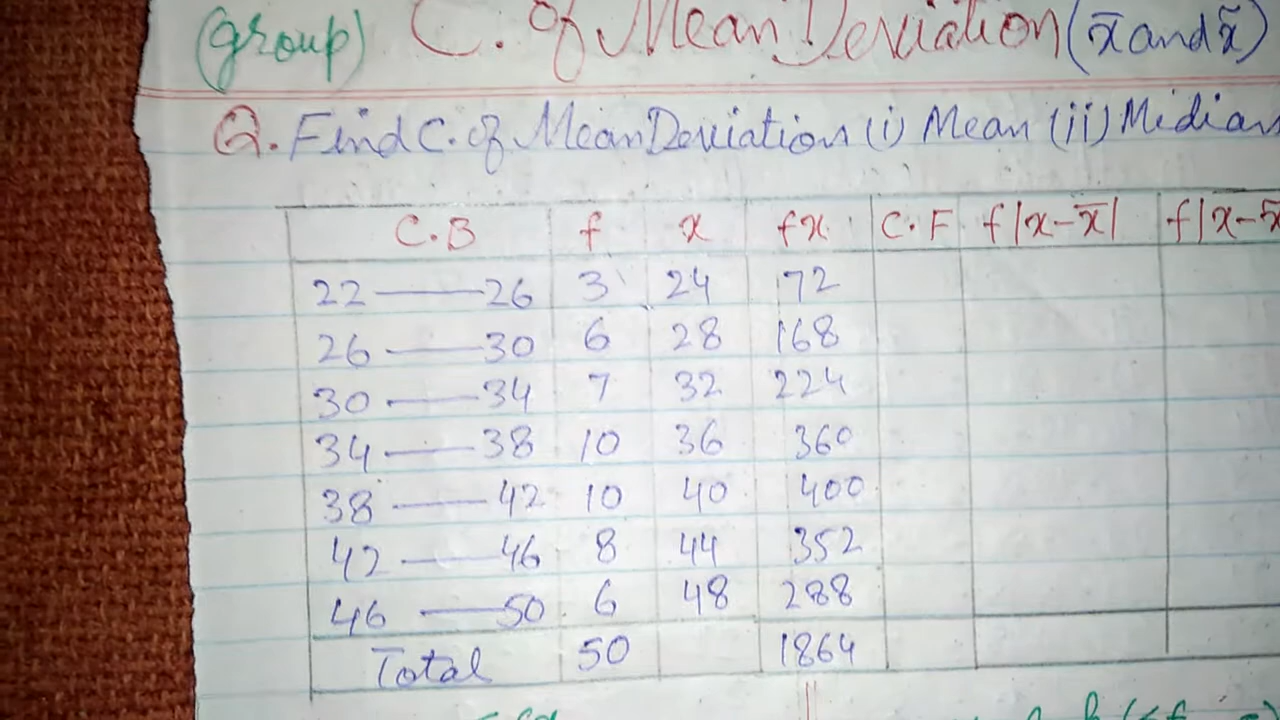 (group) C. of Mean Deviation (x̄ and x̃)
Q. Find C. of Mean Deviation (i) Mean (ii) Median
C.B f x fx C.F f|x-x̄| f|x-x̃
22 — 26 3 24 72
26 — 30 6 28 168
30 — 34 7 32 224
34 — 38 10 36 360
38 — 42 10 40 400
42 — 46 8 44 352
46 — 50 6 48 288
Total 50 1864